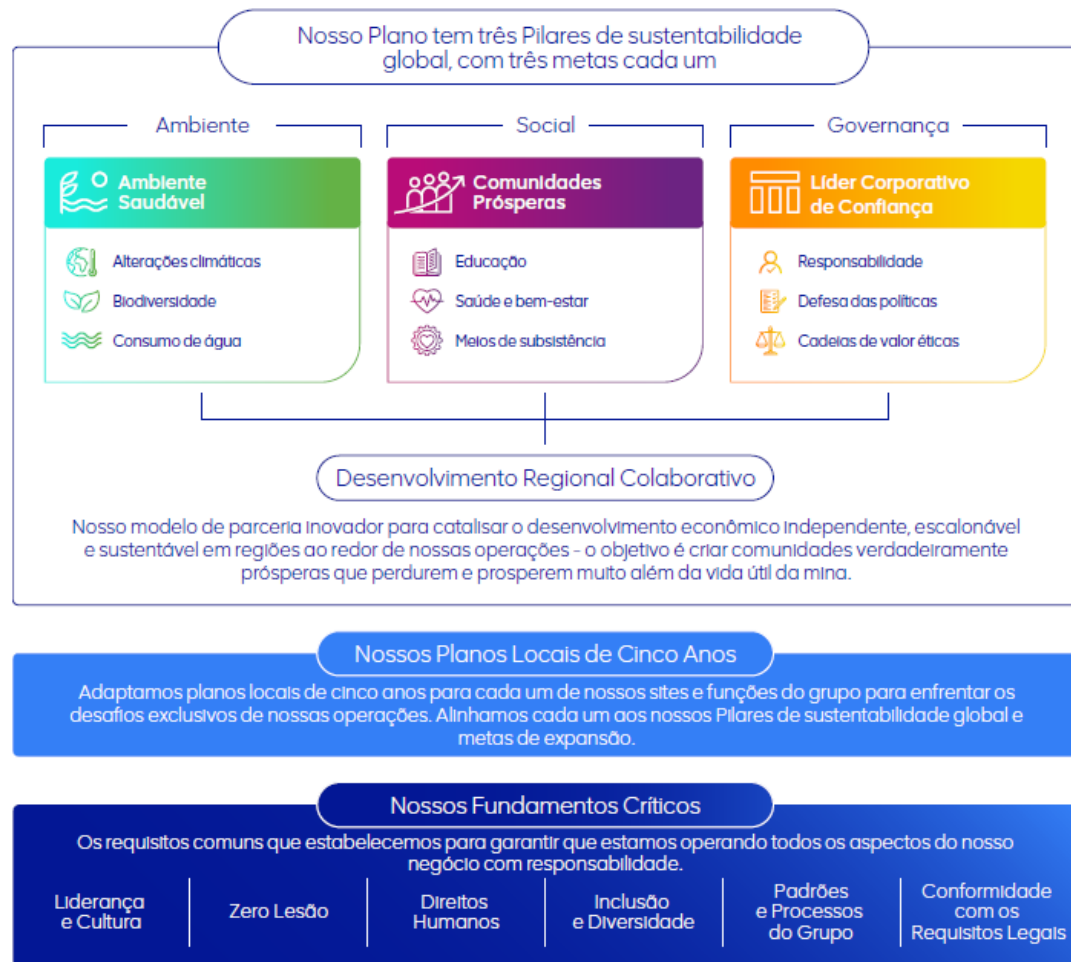 Nosso Plano tem três Pilares de sustentabilidade
global, com três metas cada um
Ambiente
Social
Governança
Ambiente
Saudável
Comunidades
Prósperas
Líder Corporativo
de Confiança
Alterações climáticas
Biodiversidade
Consumo de água
Educação
Saúde e bem-estar
Meios de subsistência
Responsabilidade
Defesa das políticas
Cadeias de valor éticas
Desenvolvimento Regional Colaborativo
Nosso modelo de parceria inovador para catalisar o desenvolvimento econômico independente, escalonável
e sustentável em regiões ao redor de nossas operações - o objetivo é criar comunidades verdadeiramente
prósperas que perdurem e prosperem muito além da vida útil da mina.
Nossos Planos Locais de Cinco Anos
Adaptamos planos locais de cinco anos para cada um de nossos sites e funções do grupo para enfrentar os
desafios exclusivos de nossas operações. Alinhamos cada um aos nossos Pilares de sustentabilidade global e
metas de expansão.
Nossos Fundamentos Críticos
Os requisitos comuns que estabelecemos para garantir que estamos operando todos os aspectos do nosso
negócio com responsabilidade.
Liderança
e Cultura
Zero Lesão
Direitos
Humanos
Inclusão
e Diversidade
Padrões
e Processos
do Grupo
Conformidade
com os
Requisitos Legais